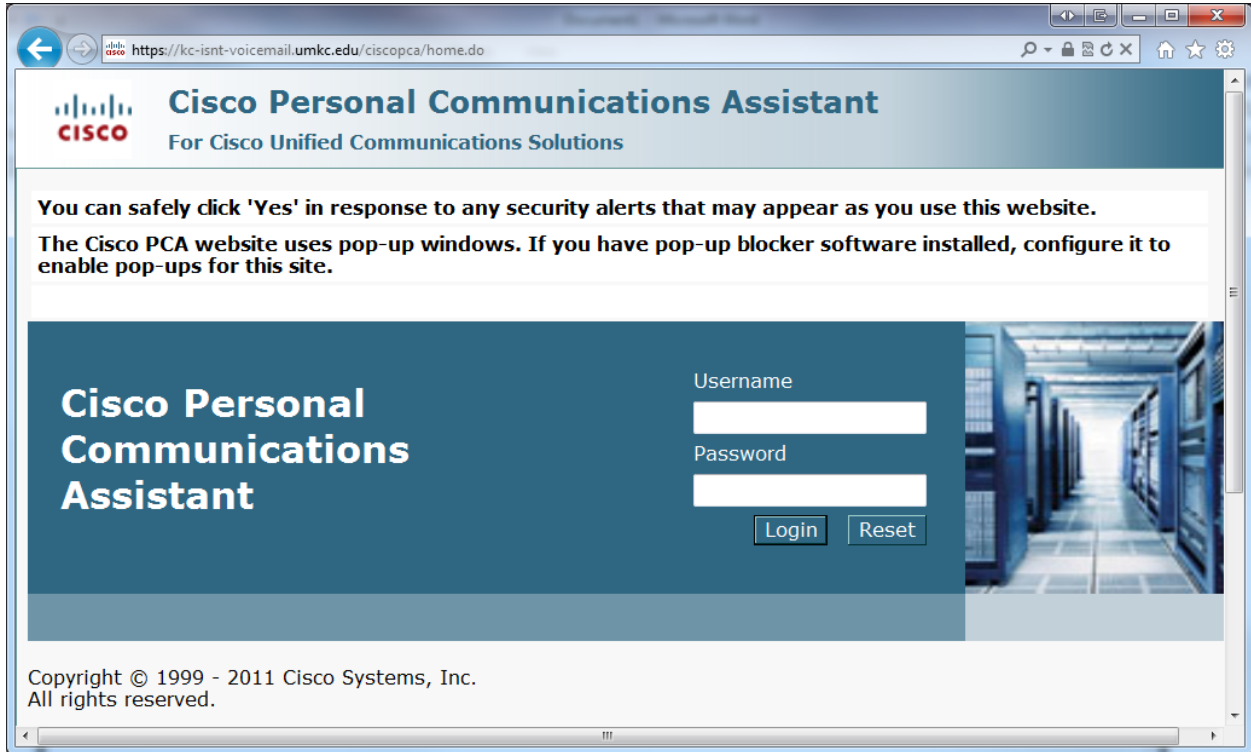 https://kc-isnt-voicemail.umkc.edu/ciscopca/home.do
CISCO
Cisco Personal Communications Assistant
For Cisco Unified Communications Solutions
You can safely click 'Yes' in response to any security alerts that may appear as you use this website.
The Cisco PCA website uses pop-up windows. If you have pop-up blocker software installed, configure it to
enable pop-ups for this site.
Cisco Personal
Communications
Assistant
Username
Password
Login Reset
Copyright © 1999 - 2011 Cisco Systems, Inc.
All rights reserved.